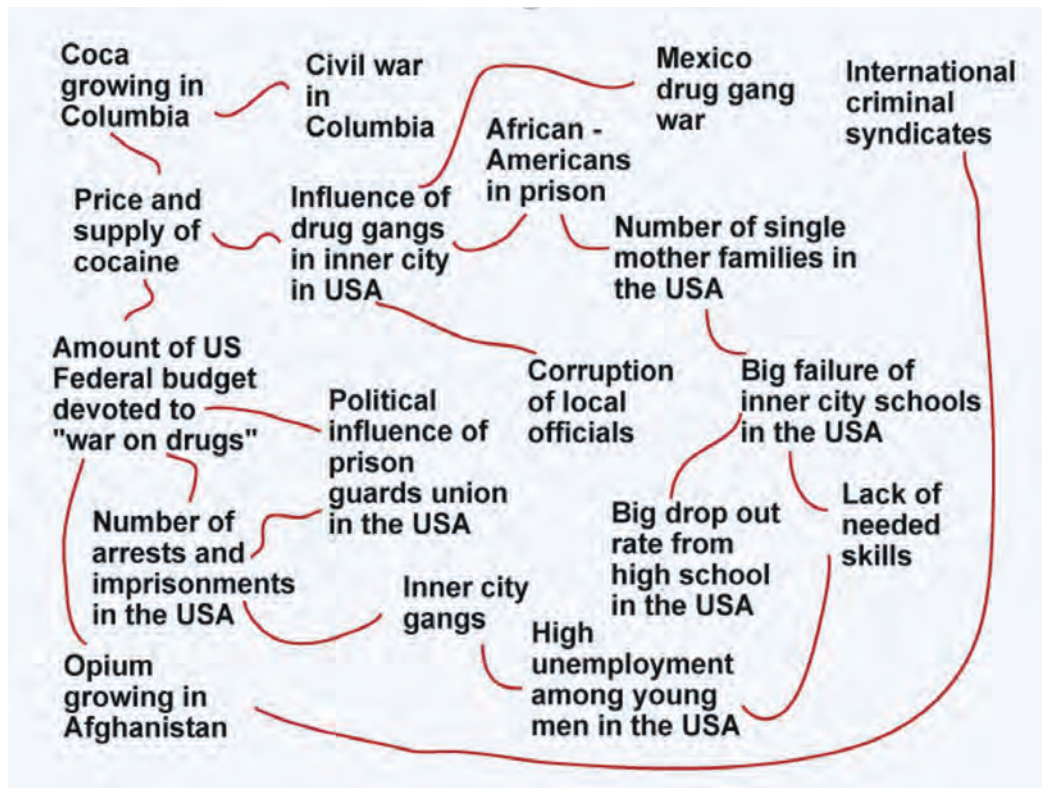 Coca
growing in
Columbia
Civil war
in
Columbia
Mexico
drug gang
war
International
criminal
syndicates
African -
Americans
in prison
Price and
supply of
cocaine
Influence of
drug gangs
in inner city
in USA
Number of single
mother families in
the USA
Amount of US
Federal budget
devoted to
"war on drugs"
Political
influence of
prison
guards union
in the USA
Corruption
of local
officials
Big failure of
inner city schools
in the USA
Number of
arrests and
imprisonments
in the USA
Big drop out
rate from
high school
in the USA
Lack of
needed
skills
Inner city
gangs
High
unemployment
among young
men in the USA
Opium
growing in
Afghanistan